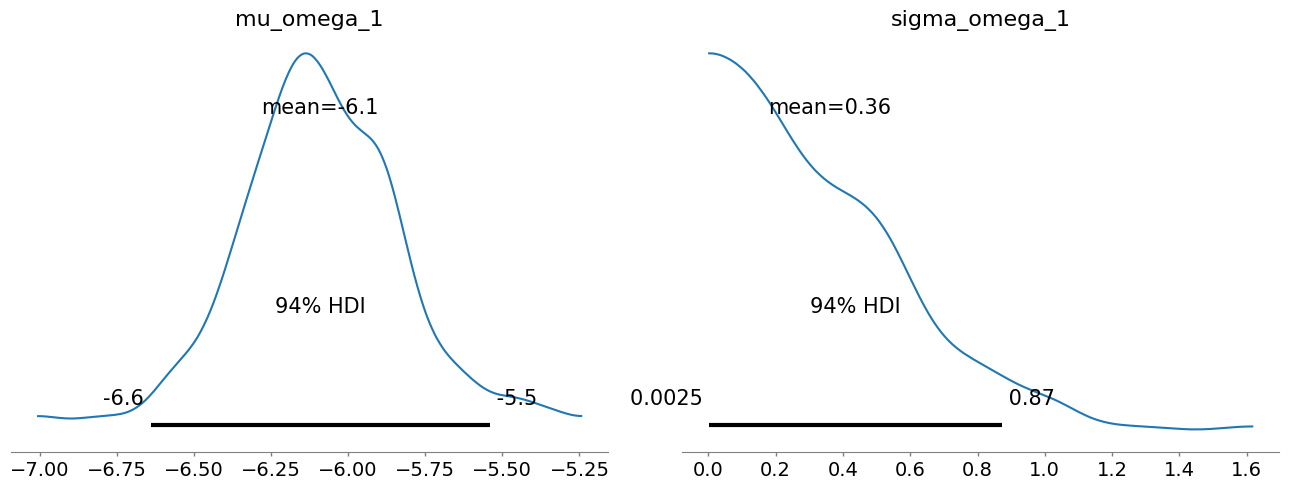 mu_omega_1
mean=-6.1
94% HDI
-6.6
-5.5
−7.00 −6.75 −6.50 −6.25 −6.00 −5.75 −5.50 −5.25
sigma_omega_1
mean=0.36
94% HDI
0.0025
0.87
0.0 0.2 0.4 0.6 0.8 1.0 1.2 1.4 1.6